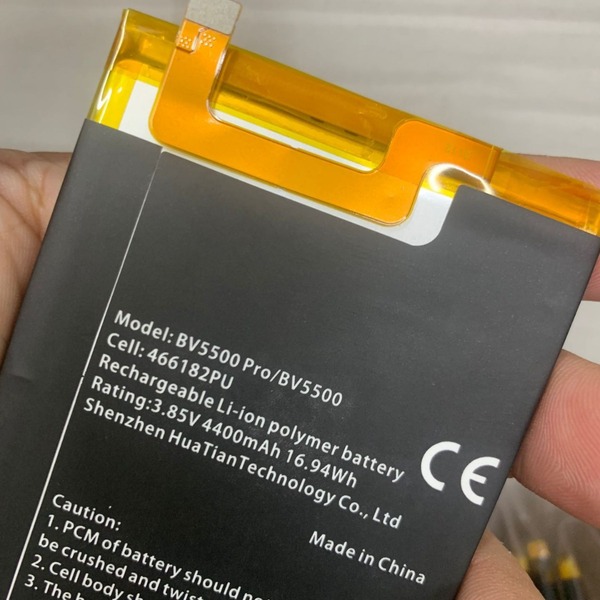 Model: BV5500 Pro/BV5500
Cell: 466182PU
Rechargeable Li-ion polymer battery
Rating:3.85V 4400mAh 16.94Wh
Shenzhen HuaTianTechnology Co., Ltd
CE
Made in China
Caution:
1. PCM of battery should no
be crushed and twist
2. Cell body sh
3. The b